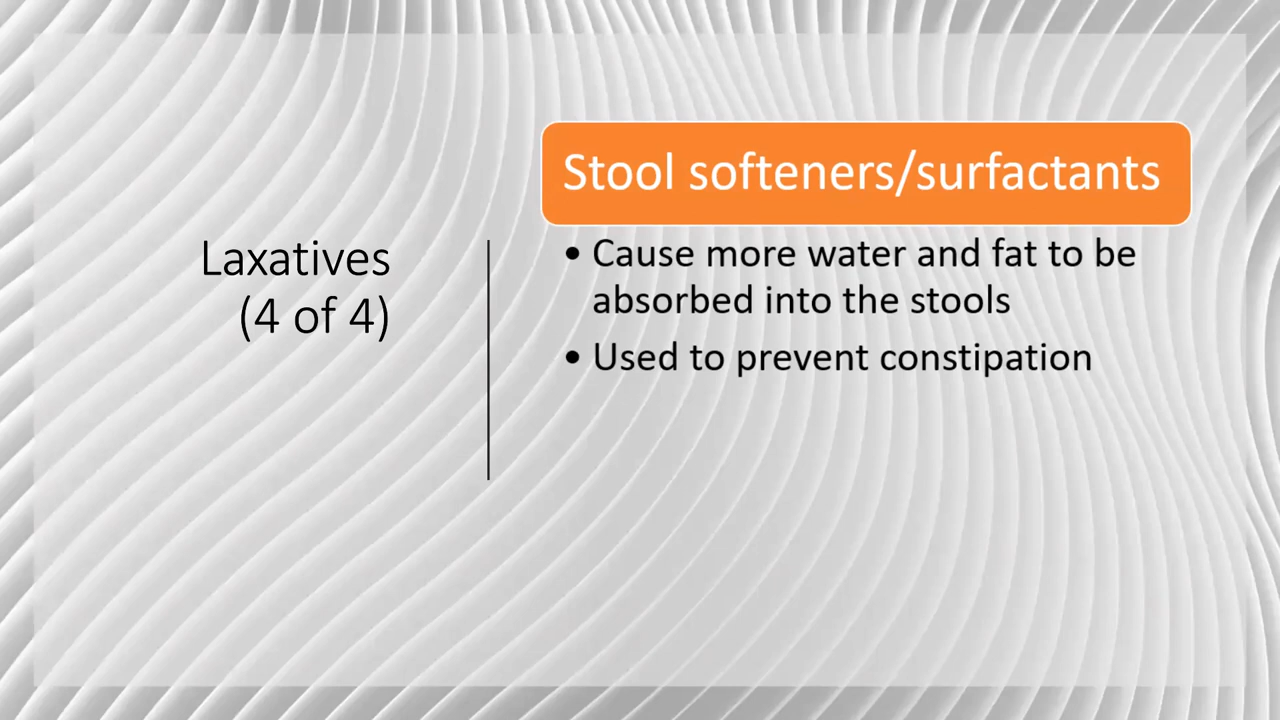 Laxatives
(4 of 4)
Stool softeners/surfactants
• Cause more water and fat to be
absorbed into the stools
• Used to prevent constipation